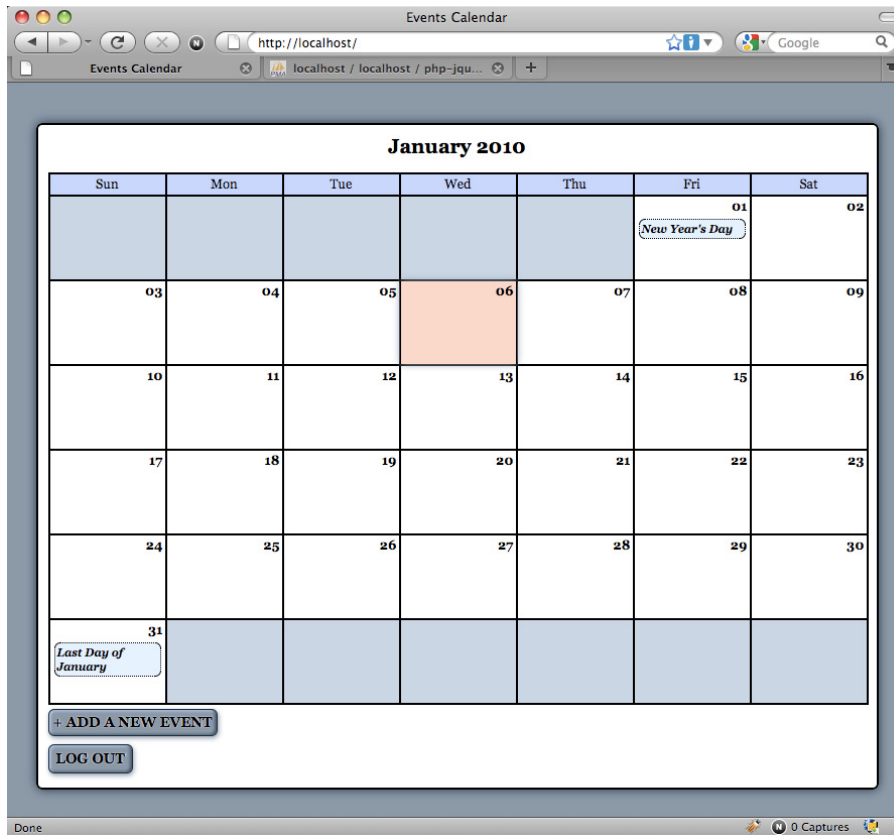 Events Calendar
http://localhost/
Google
Events Calendar
localhost / localhost / php-jqu...
+
January 2010
Sun Mon Tue Wed Thu Fri Sat
01 02
New Year's Day
03 04 05 06 07 08 09
10 11 12 13 14 15 16
17 18 19 20 21 22 23
24 25 26 27 28 29 30
31
Last Day of
January
+ ADD A NEW EVENT
LOG OUT
Done
N 0 Captures